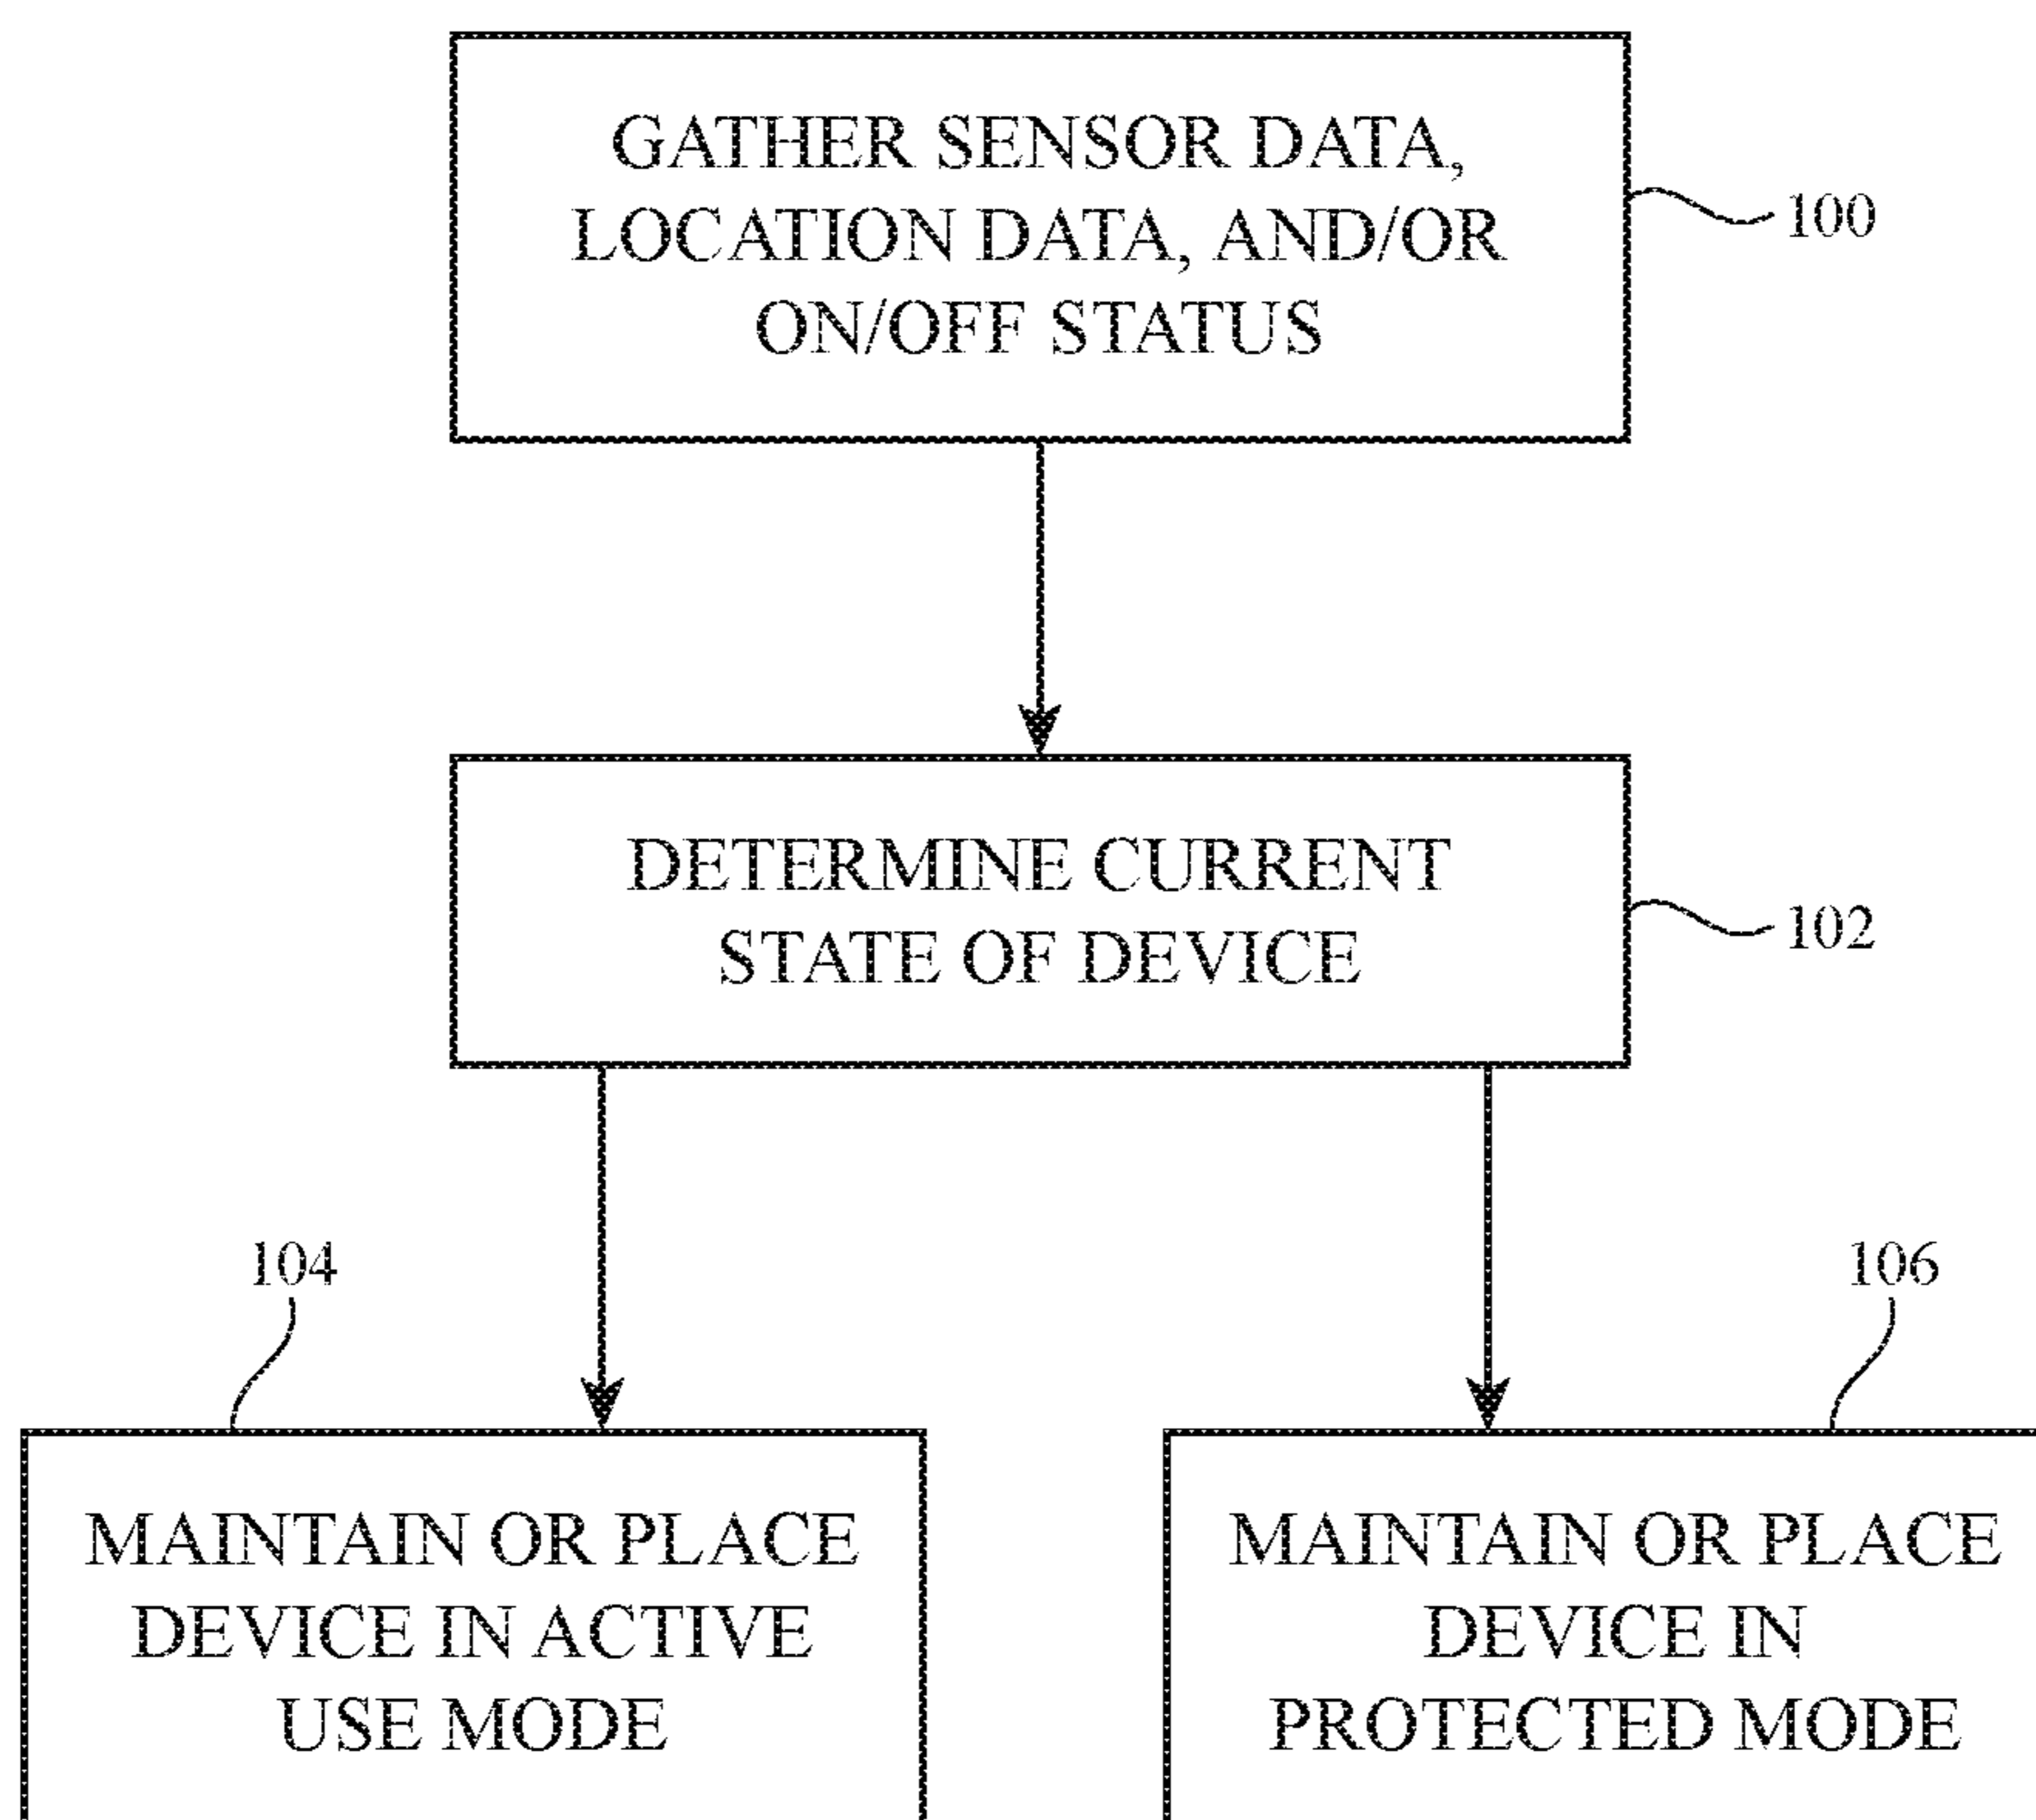 GATHER SENSOR DATA,
LOCATION DATA, AND/OR
ON/OFF STATUS
100
DETERMINE CURRENT
STATE OF DEVICE
102
104
MAINTAIN OR PLACE
DEVICE IN ACTIVE
USE MODE
106
MAINTAIN OR PLACE
DEVICE IN
PROTECTED MODE